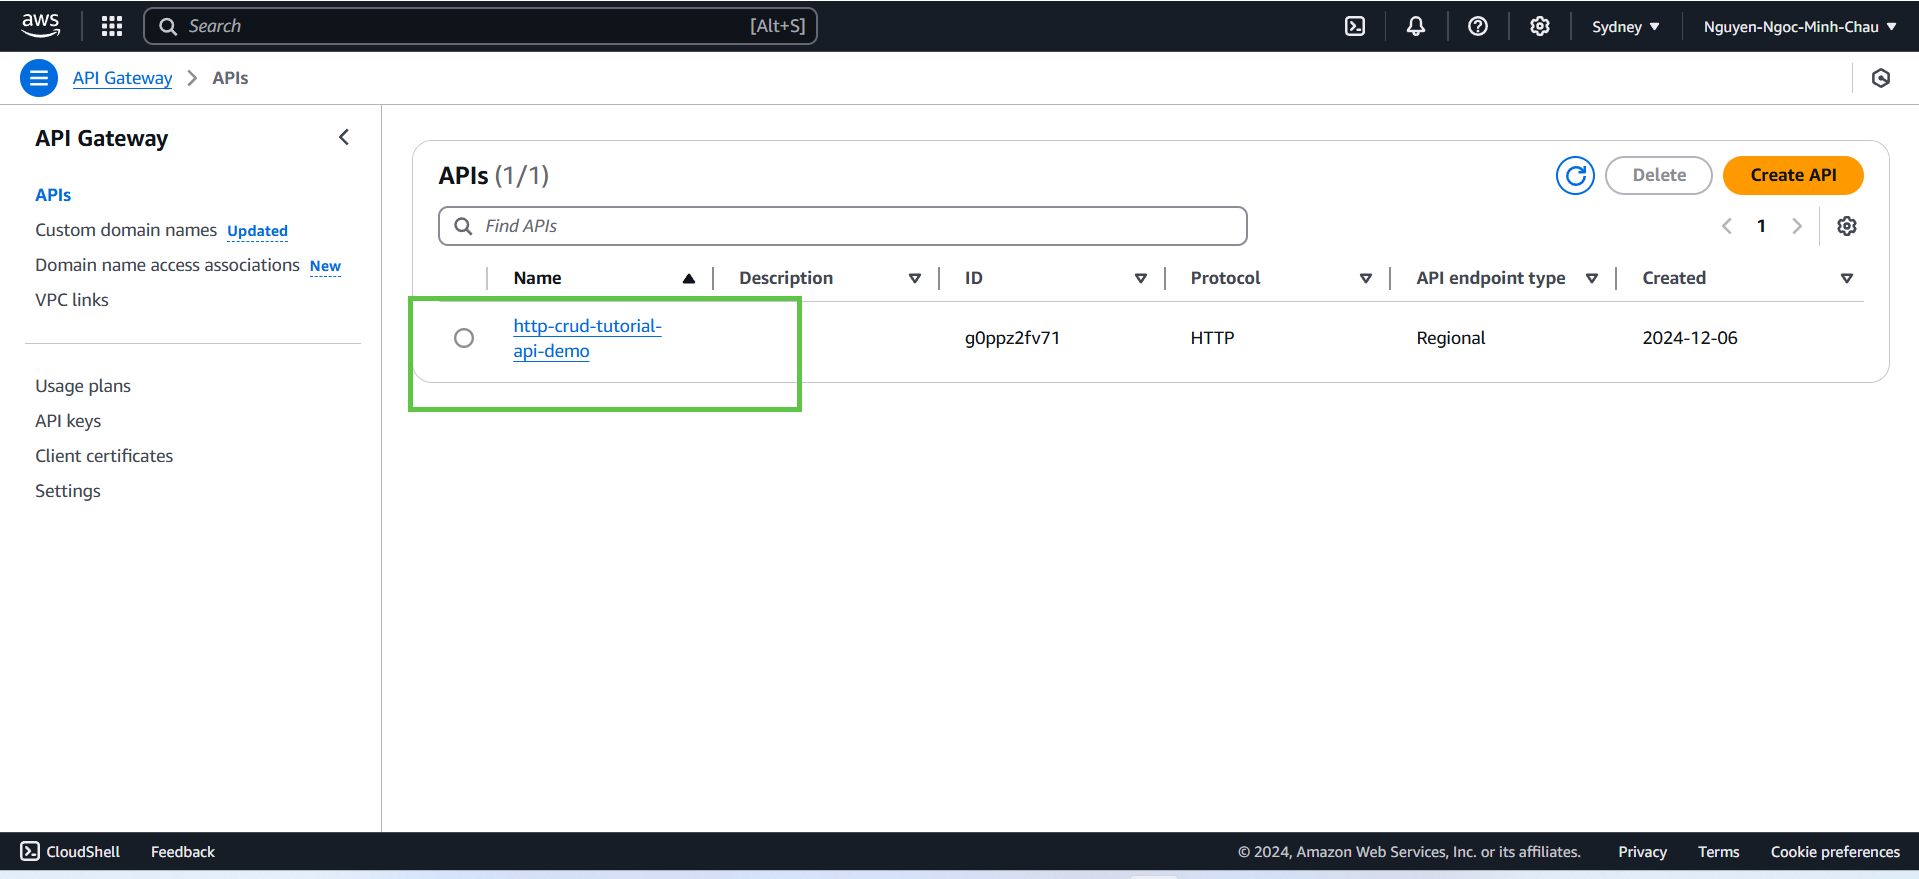 aws Search [Alt+S] Sydney Nguyen-Ngoc-Minh-Chau
API Gateway APIs
API Gateway
APIs
Custom domain names Updated
Domain name access associations New
VPC links
Usage plans
API keys
Client certificates
Settings
APIs (1/1) Delete Create API
Find APIs 1
Name Description ID Protocol API endpoint type Created
http-crud-tutorial-
api-demo g0ppz2fv71 HTTP Regional 2024-12-06
CloudShell Feedback © 2024, Amazon Web Services, Inc. or its affiliates. Privacy Terms Cookie preferences